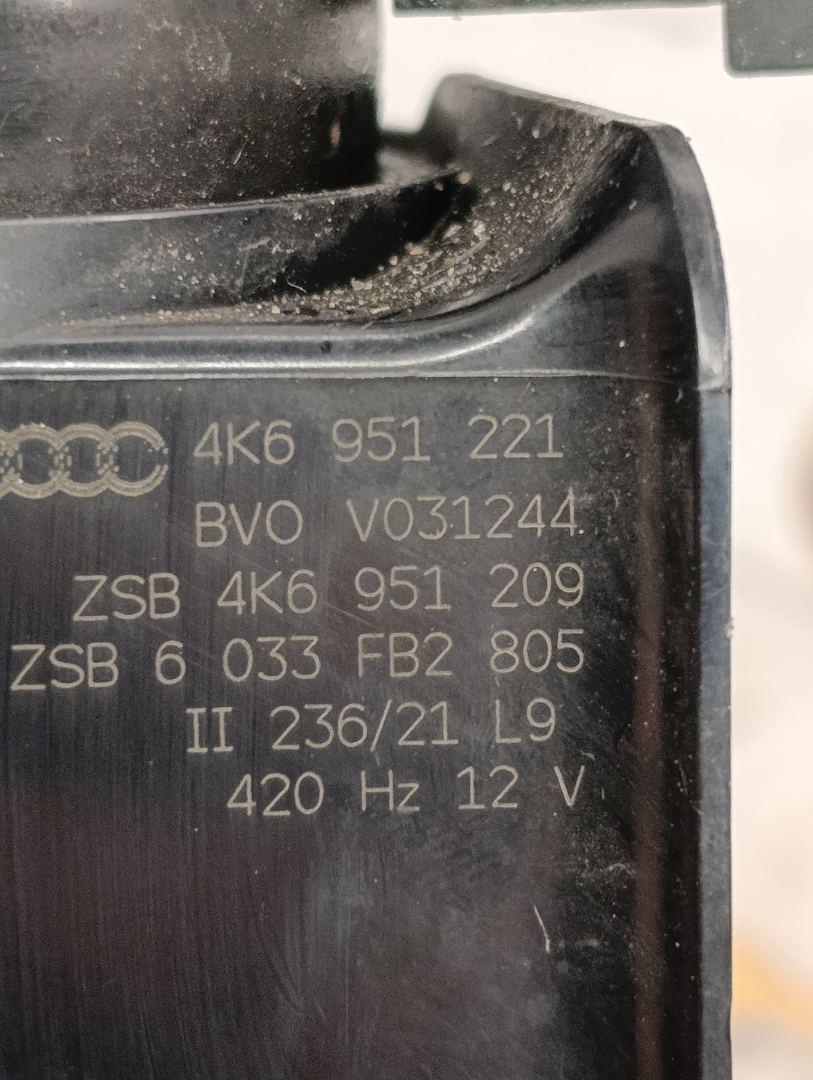 4K6 951 221
BVO V031244
ZSB 4K6 951 209
ZSB 6 033 FB2 805
II 236/21 L9
420 Hz 12 V